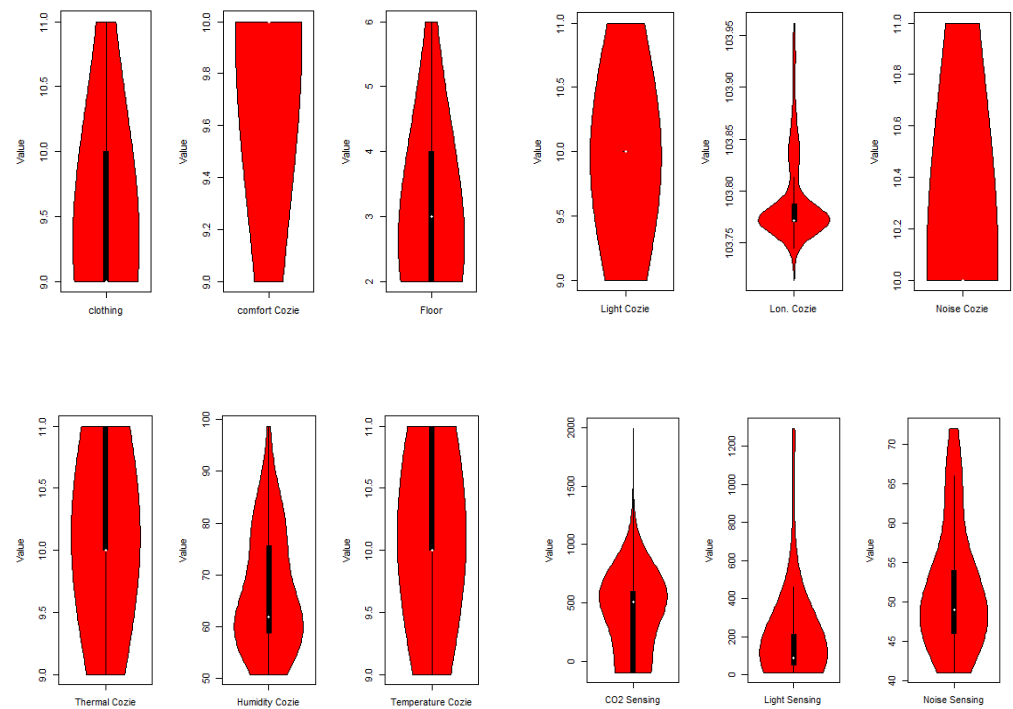 Value
9.0 9.5 10.0 10.5 11.0
clothing
Value
9.0 9.2 9.4 9.6 9.8 10.0
comfort Cozie
Value
2 3 4 5 6
Floor
Value
9.0 9.5 10.0 10.5 11.0
Light Cozie
Value
103.75 103.80 103.85 103.90 103.95
Lon. Cozie
Value
10.0 10.2 10.4 10.6 10.8 11.0
Noise Cozie
Value
9.0 9.5 10.0 10.5 11.0
Thermal Cozie
Value
50 60 70 80 90 100
Humidity Cozie
Value
9.0 9.5 10.0 10.5 11.0
Temperature Cozie
Value
0 500 1000 1500 2000
CO2 Sensing
Value
0 200 400 600 800 1000 1200
Light Sensing
Value
40 45 50 55 60 65 70
Noise Sensing